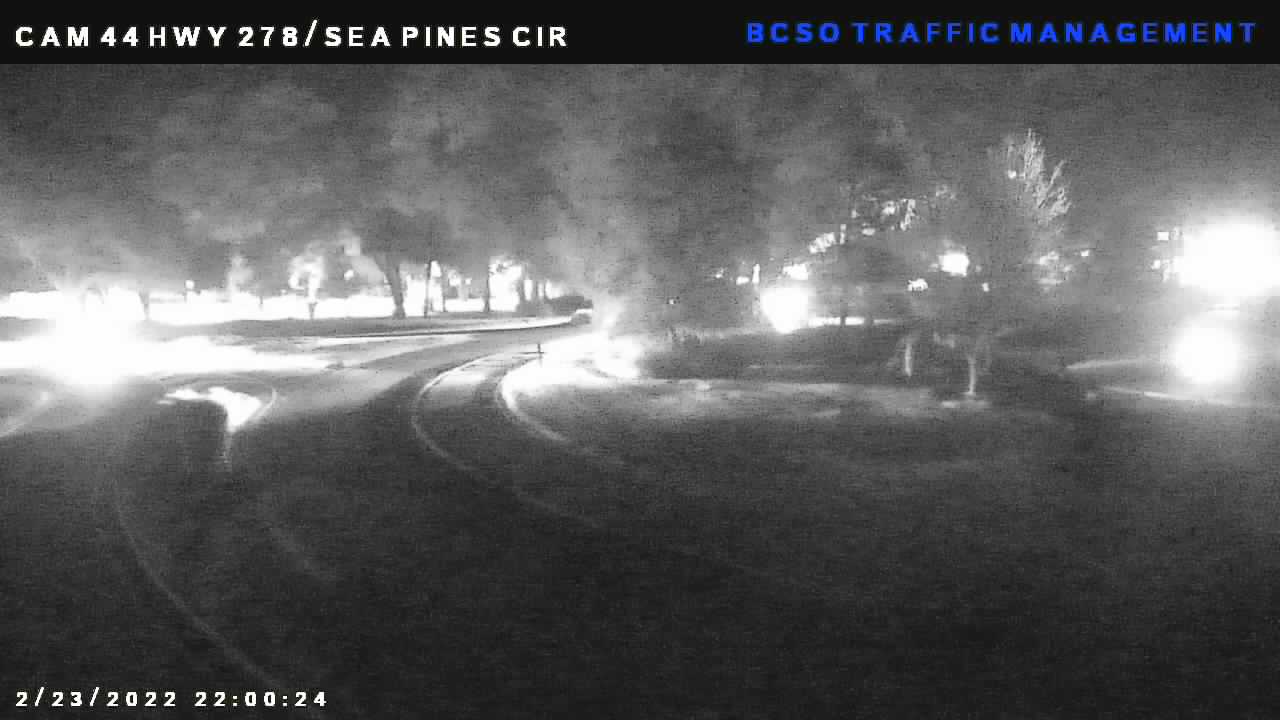 CAM 44 HWY 278/SEA PINES CIR
BCSO TRAFFIC MANAGEMENT
2/23/2022 22:00:24